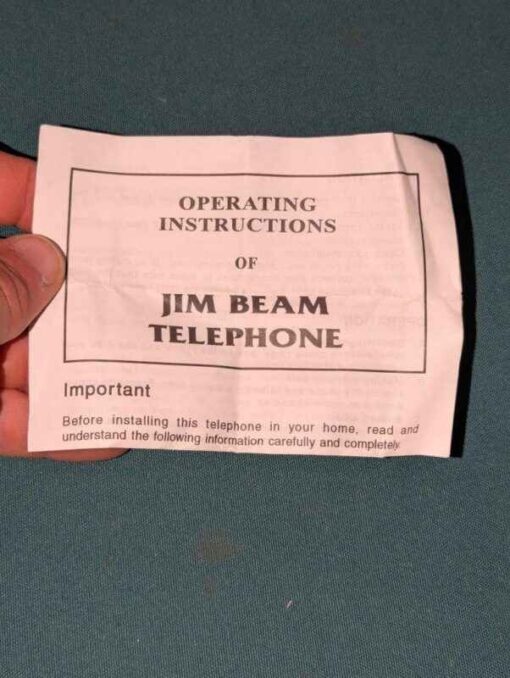 OPERATING
INSTRUCTIONS
OF
JIM BEAM
TELEPHONE
Important
Before installing this telephone in your home, read and
understand the following information carefully and completely